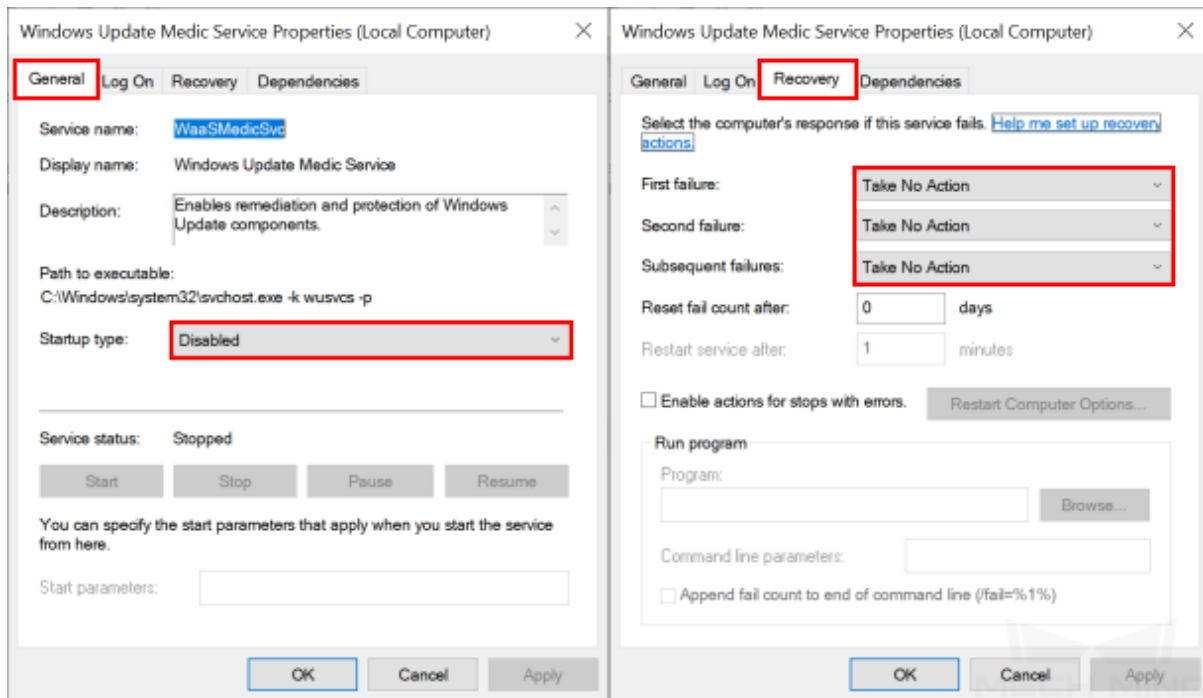 Windows Update Medic Service Properties (Local Computer)
General Log On Recovery Dependencies
Service name: WaaSMedicSvc
Display name: Windows Update Medic Service
Description: Enables remediation and protection of Windows
Update components.
Path to executable:
C:\Windows\system32\svchost.exe -k wusvcs -p
Startup type: Disabled
Service status: Stopped
Start Stop Pause Resume
You can specify the start parameters that apply when you start the service
from here.
Start parameters:
OK Cancel Apply
Windows Update Medic Service Properties (Local Computer)
General Log On Recovery Dependencies
Select the computer's response if this service fails. Help me set up recovery
actions.
First failure: Take No Action
Second failure: Take No Action
Subsequent failures: Take No Action
Reset fail count after: 0 days
Restart service after: 1 minutes
Enable actions for stops with errors. Restart Computer Options...
Run program
Program:
Browse...
Command line parameters:
Append fail count to end of command line (/fail=%1%)
OK Cancel Apply
MECH MIND